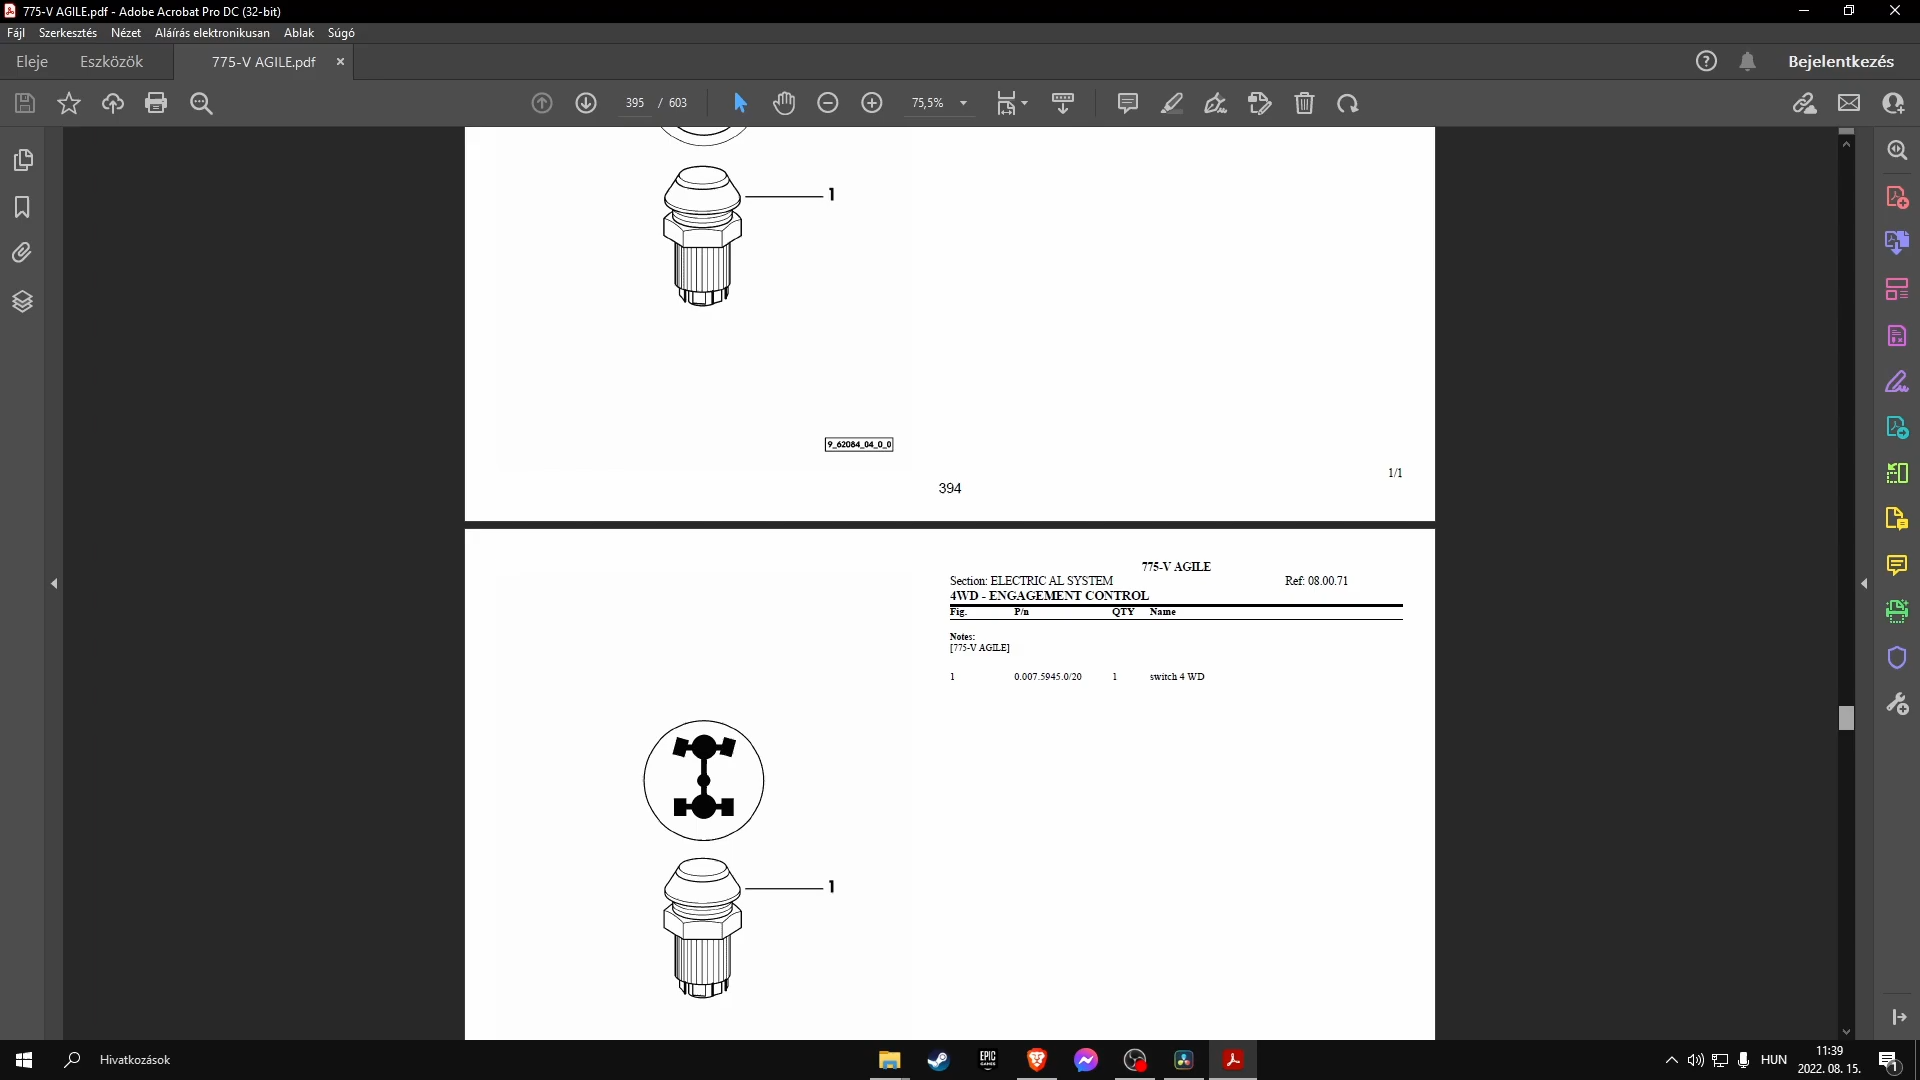 775-V AGILE.pdf - Adobe Acrobat Pro DC (32-bit)
Fájl Szerkesztés Nézet Aláírás elektronikusan Ablak Súgó
Eleje Eszközök 775-V AGILE.pdf Bejelentkezés
395 / 603 75,5%
1
9_62084_04_0_0
1/1
394
775-V AGILE
Section: ELECTRIC AL SYSTEM Ref: 08.00.71
4WD - ENGAGEMENT CONTROL
Fig. P/n QTY Name
Notes:
[775-V AGILE]
1 0.007.5945.0/20 1 switch 4 WD
1
Hivatkozások
EPIC GAMES
HUN
11:39
2022. 08. 15.
1